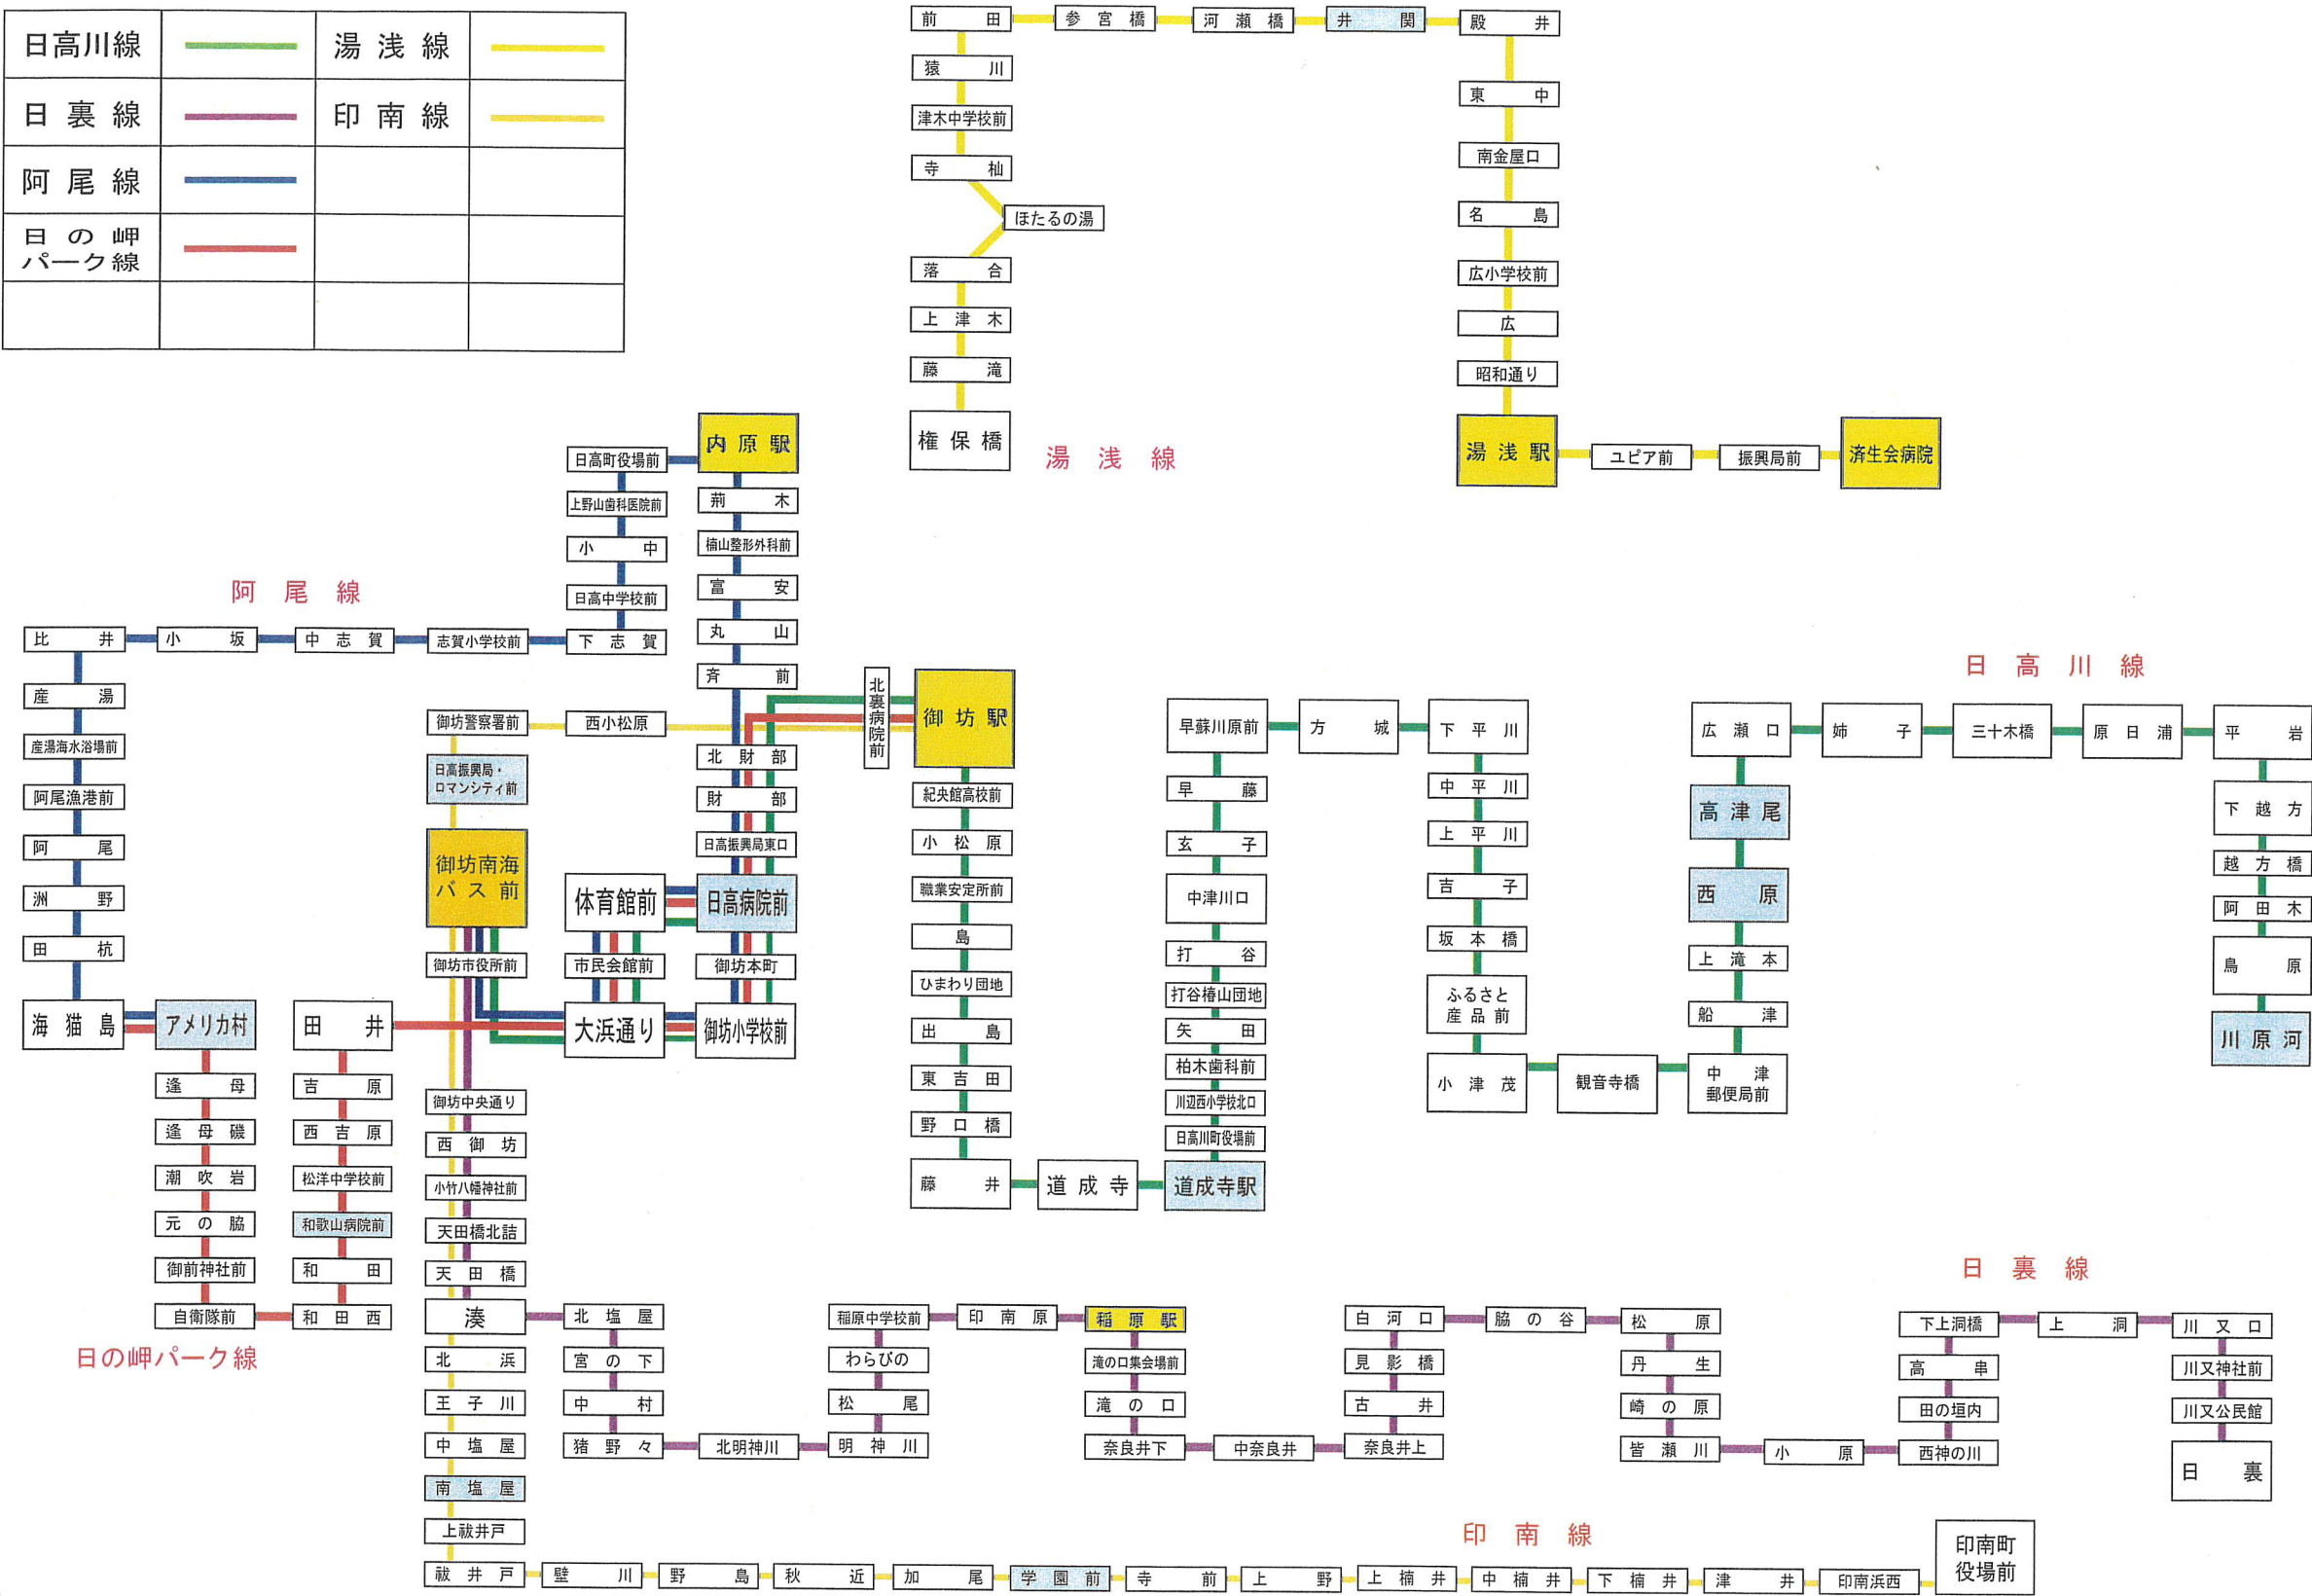 日高川線
湯浅線
日裏線
印南線
阿尾線
日の岬
パーク線
前田
参宮橋
河瀬橋
井関
殿井
猿川
津木中学校前
寺杣
ほたるの湯
落合
上津木
藤滝
権保橋
湯浅線
東中
南金屋口
名島
広小学校前
広
昭和通り
湯浅駅
ユピア前
振興局前
済生会病院
内原駅
日高町役場前
上野山歯科医院前
小中
日高中学校前
下志賀
志賀小学校前
中志賀
小坂
比井
阿尾線
産湯
産湯海水浴場前
阿尾漁港前
阿尾
洲野
田杭
海猫島
アメリカ村
逢母
逢母磯
潮吹岩
元の脇
御前神社前
自衛隊前
和田西
和田
和歌山病院前
松洋中学校前
西吉原
吉原
田井
日の岬パーク線
荊木
楠山整形外科前
富安
丸山
斉前
北財部
財部
日高振興局東口
日高病院前
体育館前
市民会館前
御坊本町
大浜通り
御坊小学校前
御坊警察署前
西小松原
北裏病院前
御坊駅
日高振興局・
ロマンシティ前
御坊南海
バス前
御坊市役所前
御坊中央通り
西御坊
小竹八幡神社前
天田橋北詰
天田橋
湊
紀央館高校前
小松原
職業安定所前
島
ひまわり団地
出島
東吉田
野口橋
藤井
道成寺
道成寺駅
日高川町役場前
川辺西小学校北口
柏木歯科前
矢田
打谷椿山団地
打谷
中津川口
玄子
早藤
早蘇川原前
方城
下平川
中平川
上平川
吉子
坂本橋
ふるさと
産品前
小津茂
観音寺橋
中津
郵便局前
船津
上滝本
西原
高津尾
広瀬口
姉子
三十木橋
原日浦
平岩
日高川線
下越方
越方橋
阿田木
鳥原
川原河
北塩屋
宮の下
中村
猪野々
北明神川
明神川
松尾
わらびの
稲原中学校前
印南原
稲原駅
滝の口集会場前
滝の口
奈良井下
中奈良井
奈良井上
古井
見影橋
白河口
脇の谷
松原
丹生
崎の原
皆瀬川
小原
西神の川
田の垣内
高串
下上洞橋
上洞
川又口
川又神社前
川又公民館
日裏
日裏線
北浜
王子川
中塩屋
南塩屋
上祓井戸
祓井戸
壁川
野島
秋近
加尾
学園前
寺前
上野
上楠井
中楠井
下楠井
津井
印南浜西
印南町
役場前
印南線